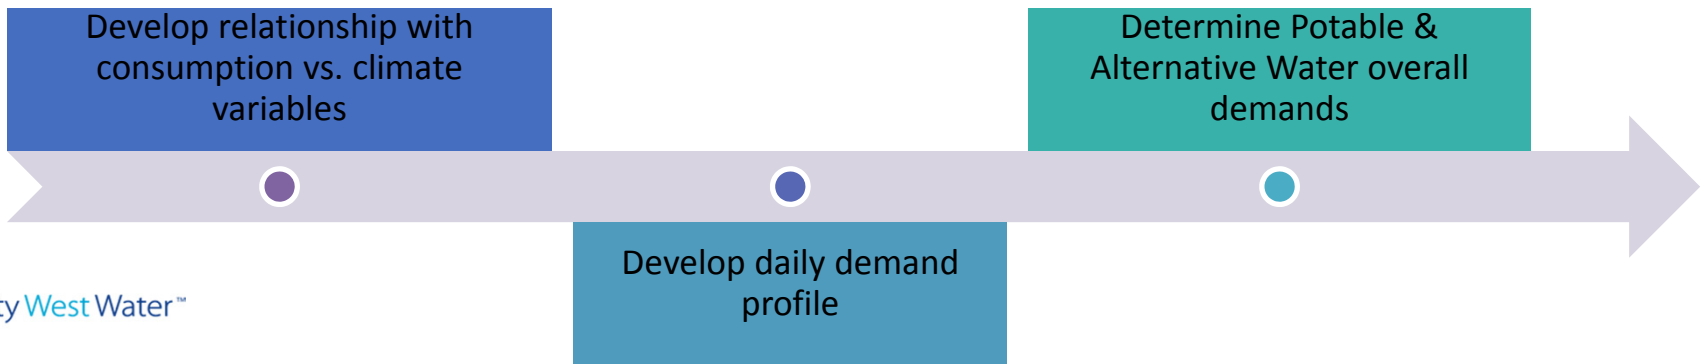 Develop relationship with
consumption vs. climate
variables
Determine Potable &
Alternative Water overall
demands
Develop daily demand
profile
ty West Water™